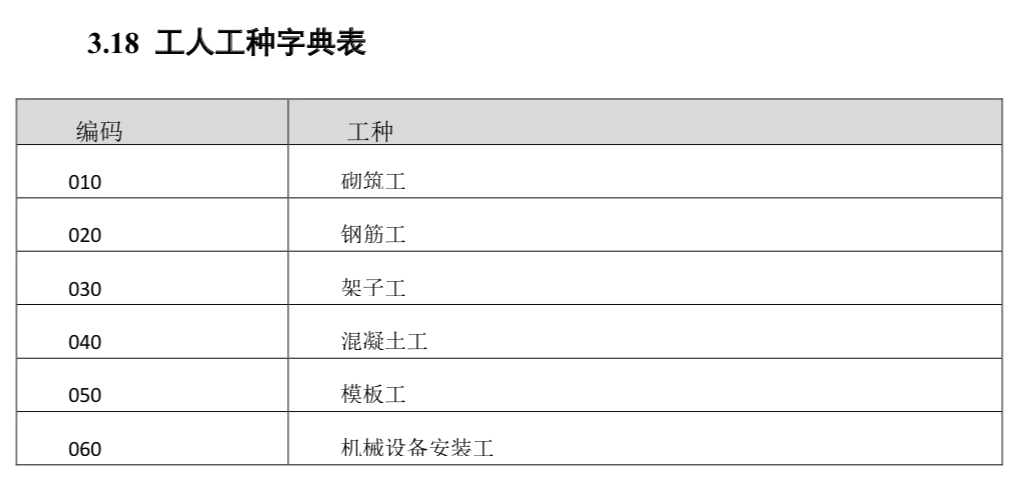 3.18 工人工种字典表
编码 工种
010 砌筑工
020 钢筋工
030 架子工
040 混凝土工
050 模板工
060 机械设备安装工